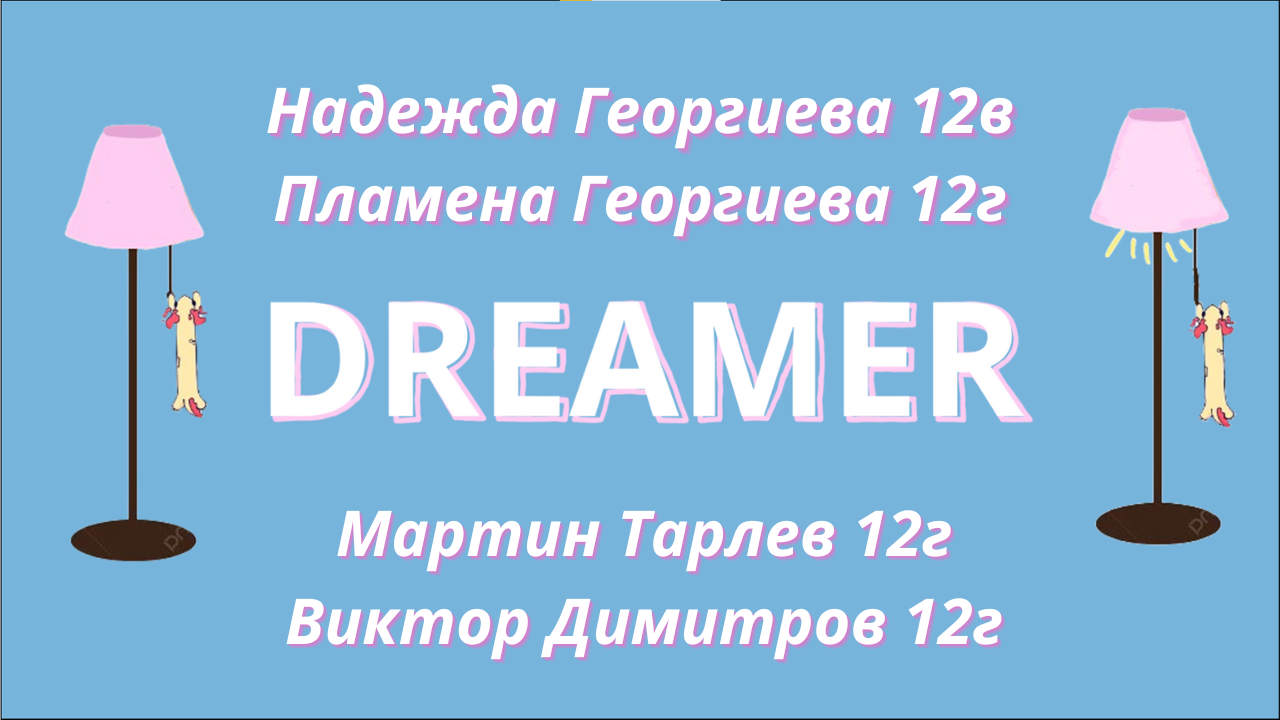 Надежда Георгиева 12в
Пламена Георгиева 12г
DREAMER
Мартин Тарлев 12г
Виктор Димитров 12г